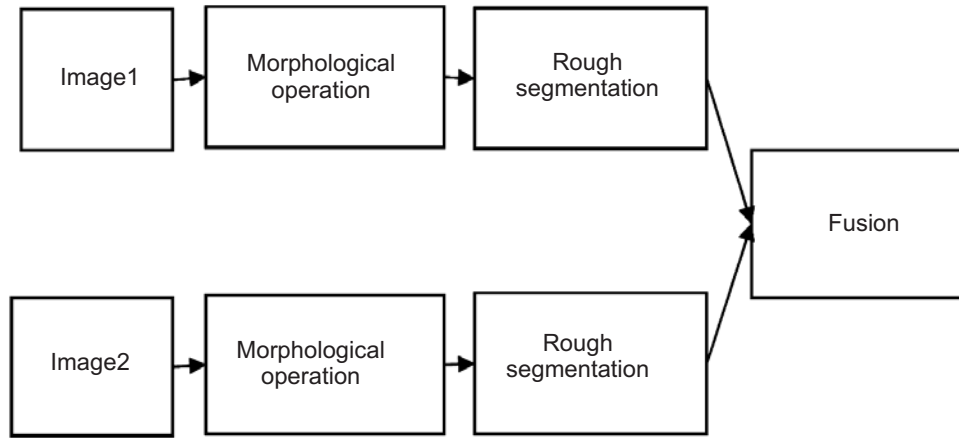 Image1
Morphological
operation
Rough
segmentation
Fusion
Image2
Morphological
operation
Rough
segmentation